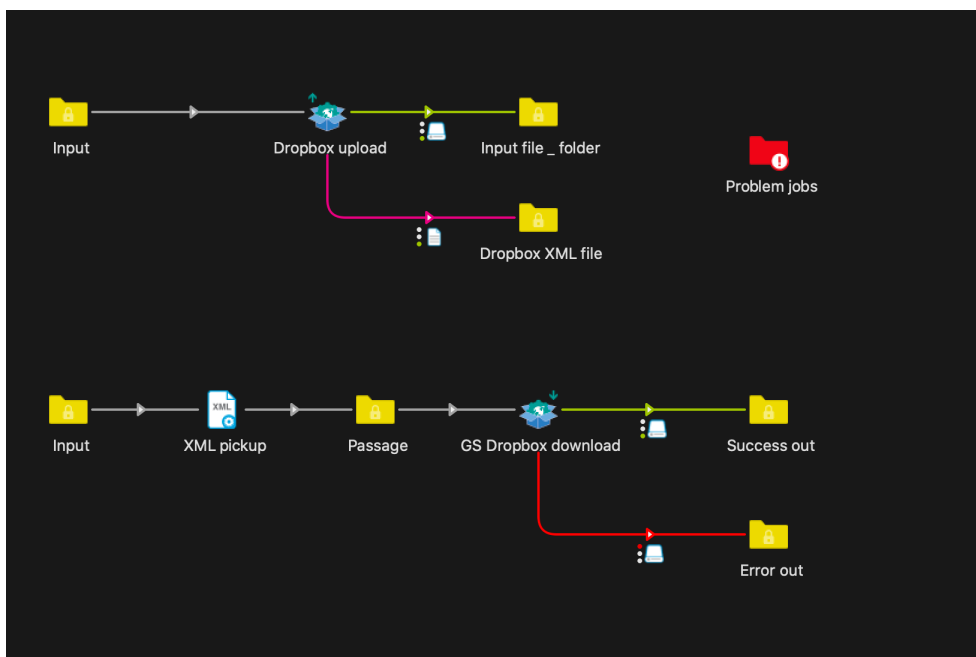 Input
Dropbox upload
Input file _ folder
Problem jobs
Dropbox XML file
XML
Input
XML pickup
Passage
GS Dropbox download
Success out
Error out